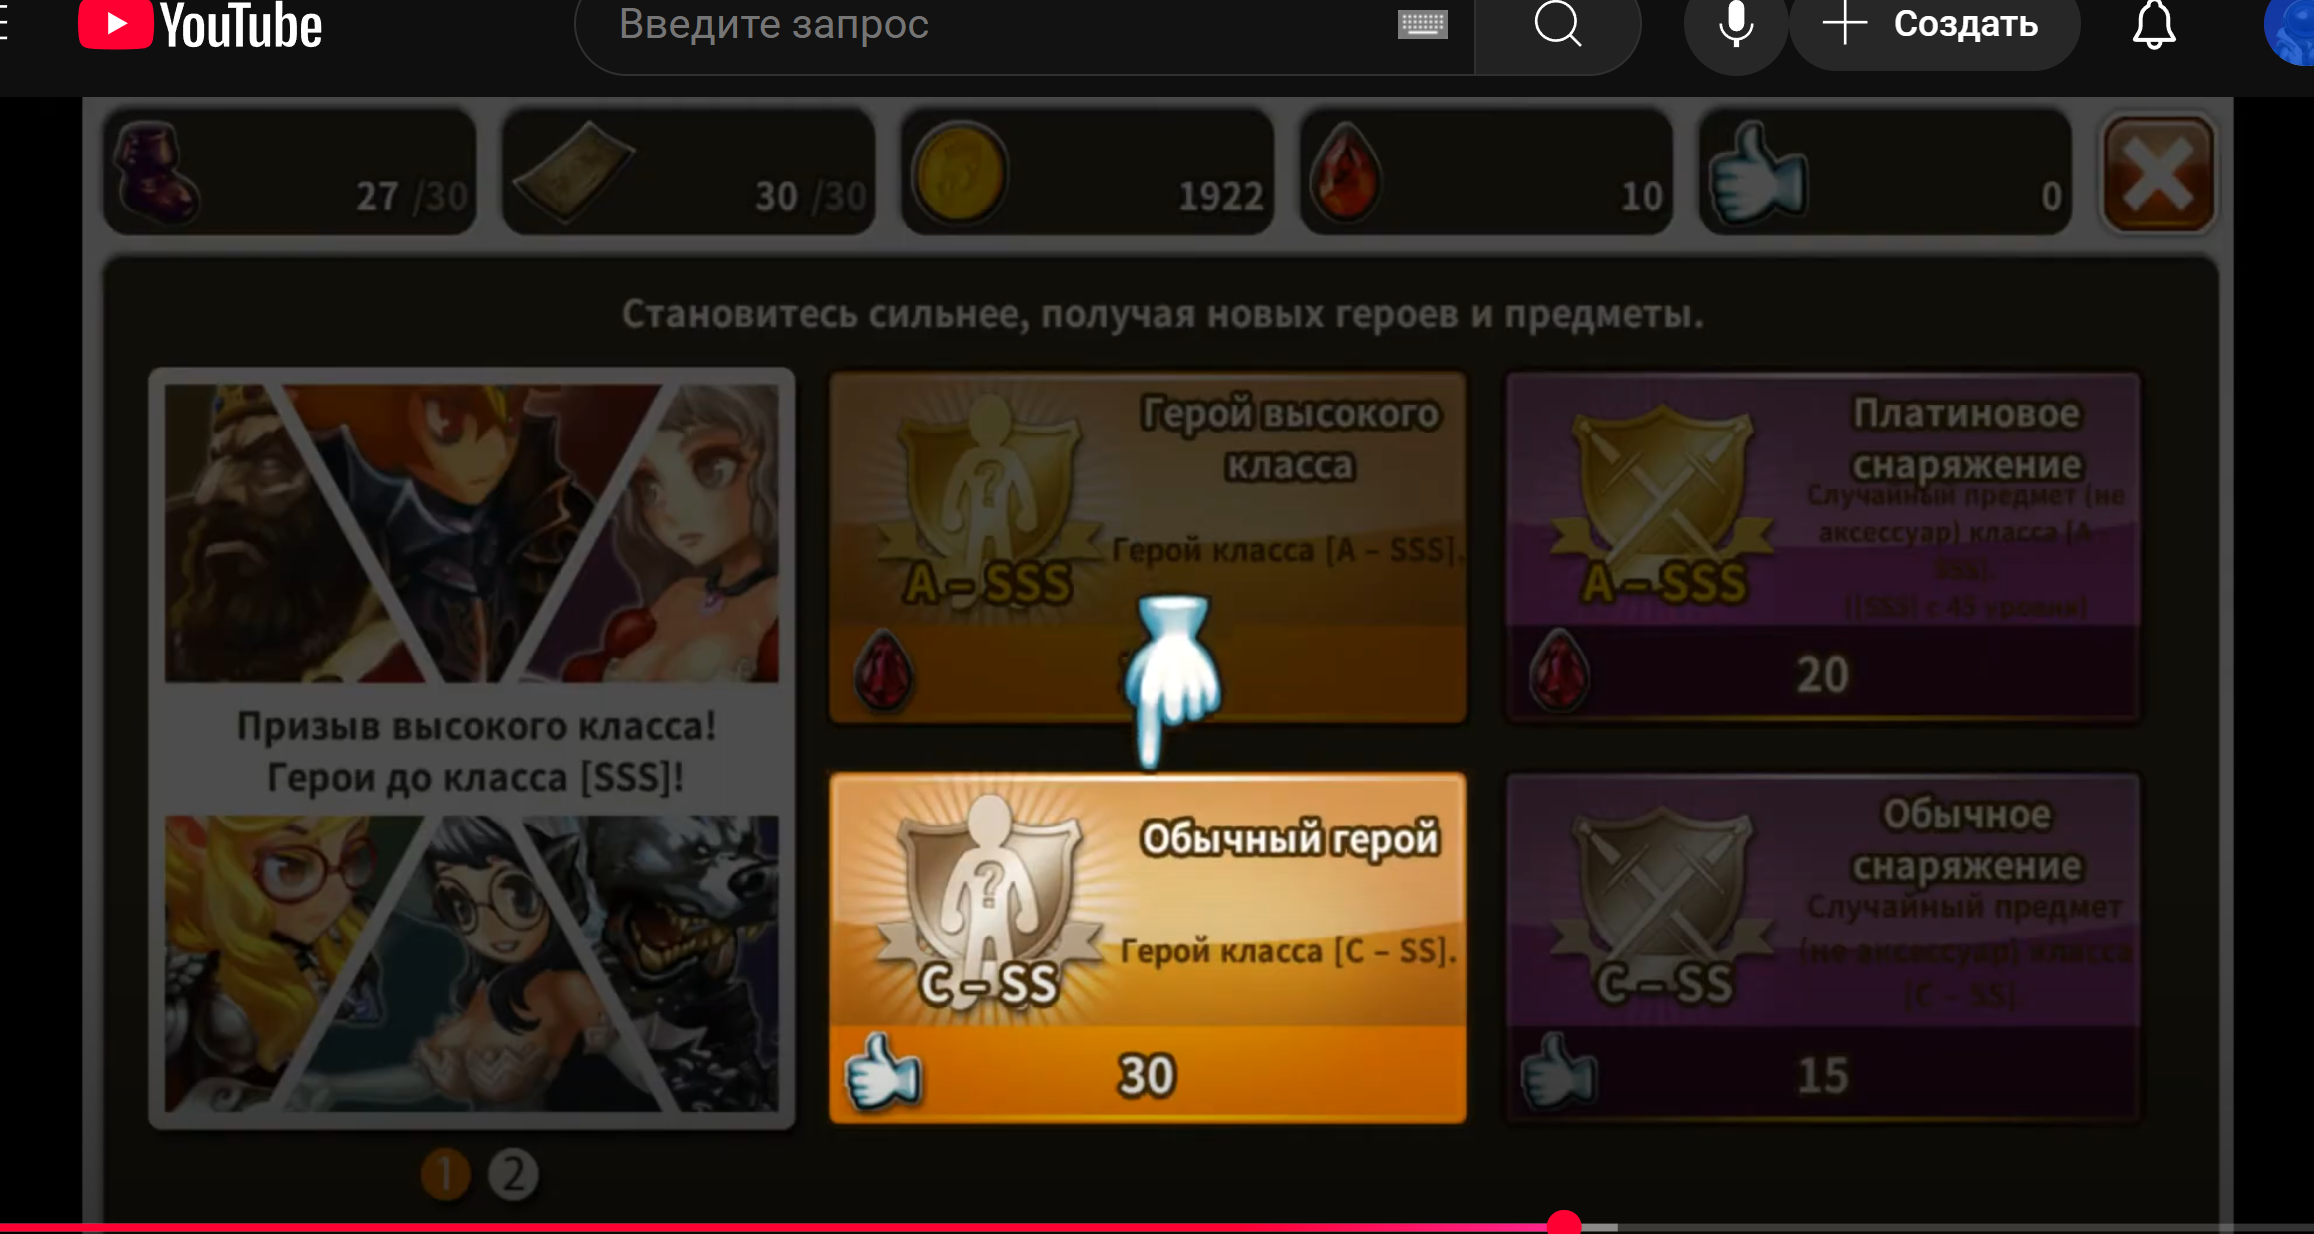 YouTube
Введите запрос
Создать
27 /30
30 /30
1922
10
0
Становитесь сильнее, получая новых героев и предметы.
Призыв высокого класса!
Герои до класса [SSS]!
1 2
Герой высокого
класса
Герой класса [A – SSS].
A – SSS
Платиновое
снаряжение
Случайный предмет (не
аксессуар) класса [A –
SSS].
([SSS] с 45 уровня)
A – SSS
20
Обычный герой
Герой класса [C – SS].
C – SS
30
Обычное
снаряжение
Случайный предмет
(не аксессуар) класса
[C – SS].
C – SS
15